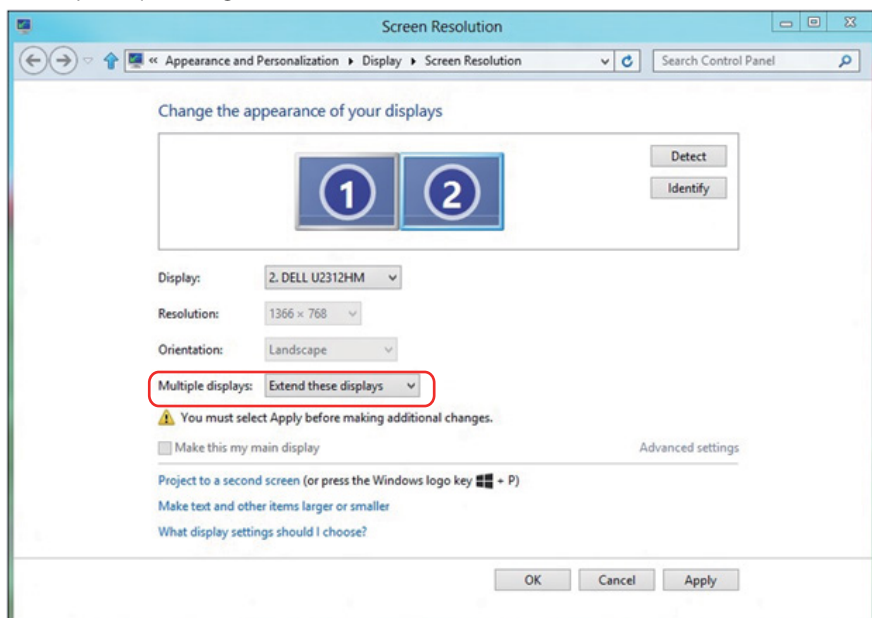 Screen Resolution
« Appearance and Personalization ▸ Display ▸ Screen Resolution
Search Control Panel
Change the appearance of your displays
1 2
Detect
Identify
Display: 2. DELL U2312HM
Resolution: 1366 × 768
Orientation: Landscape
Multiple displays: Extend these displays
You must select Apply before making additional changes.
Make this my main display Advanced settings
Project to a second screen (or press the Windows logo key + P)
Make text and other items larger or smaller
What display settings should I choose?
OK Cancel Apply